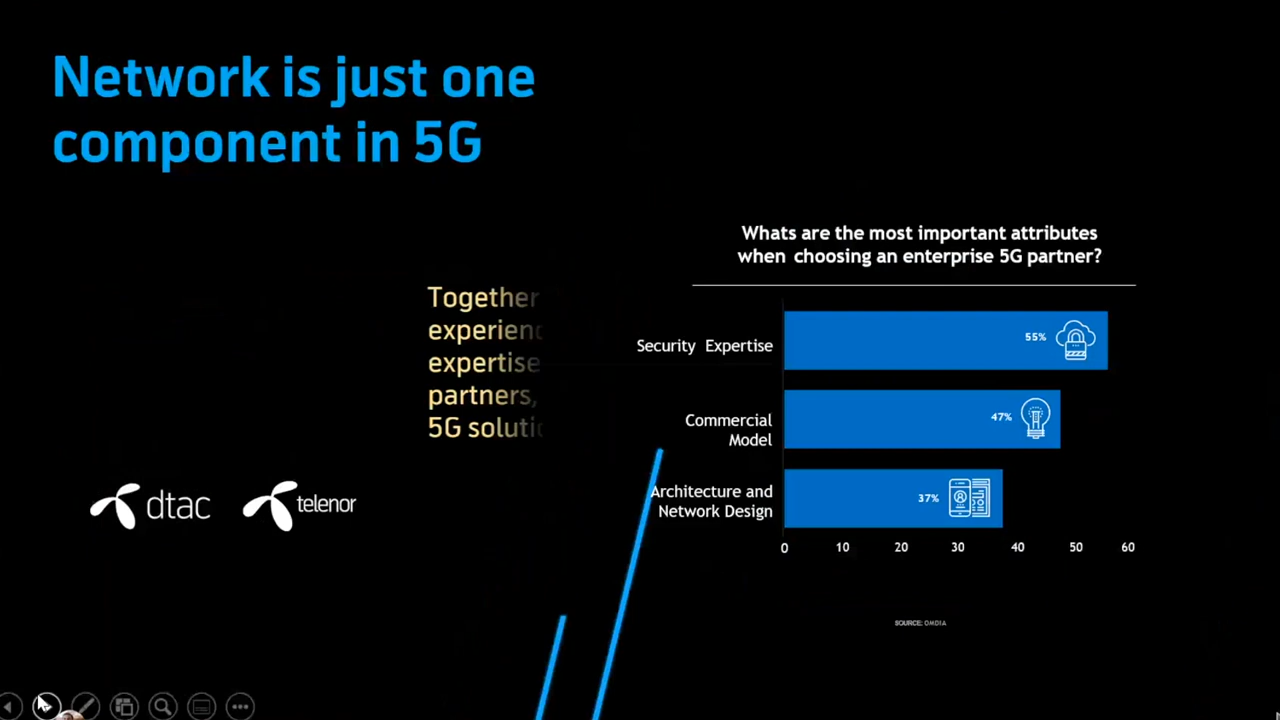 Network is just one
component in 5G
Whats are the most important attributes
when choosing an enterprise 5G partner?
Together
expertise
partners,
5G
Security Expertise
55%
Commercial
Model
47%
Architecture and
Network Design
37%
0 10 20 30 40 50 60
dtac
telenor
SOURCE: OMDIA